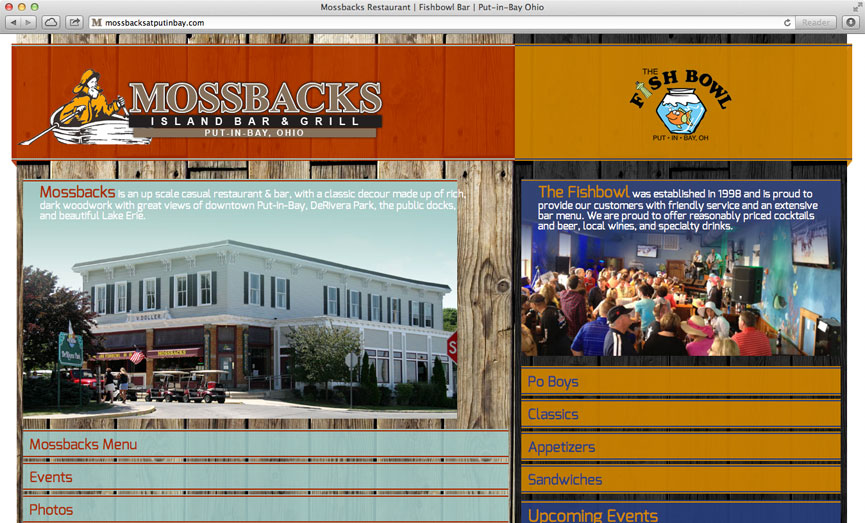 Mossbacks Restaurant | Fishbowl Bar | Put-in-Bay Ohio
mossbacksatputinbay.com
Reader
MOSSBACKS
ISLAND BAR & GRILL
PUT-IN-BAY, OHIO
THE
FISH BOWL
PUT • IN • BAY, OH
Mossbacks is an up scale casual restaurant & bar, with a classic decour made up of rich,
dark woodwork with great views of downtown Put-in-Bay, DeRivera Park, the public docks,
and beautiful Lake Erie.
DOLLER
MOSSBACKS
Mossbacks Menu
Events
Photos
The Fishbowl was established in 1998 and is proud to
provide our customers with friendly service and an extensive
bar menu. We are proud to offer reasonably priced cocktails
and beer, local wines, and specialty drinks.
Po Boys
Classics
Appetizers
Sandwiches
Upcoming Events